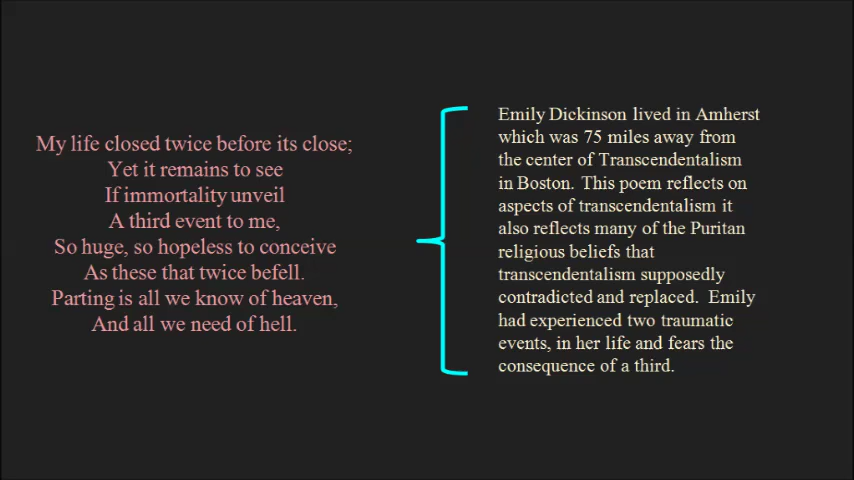 My life closed twice before its close;
Yet it remains to see
If immortality unveil
A third event to me,
So huge, so hopeless to conceive
As these that twice befell.
Parting is all we know of heaven,
And all we need of hell.
Emily Dickinson lived in Amherst
which was 75 miles away from
the center of Transcendentalism
in Boston. This poem reflects on
aspects of transcendentalism it
also reflects many of the Puritan
religious beliefs that
transcendentalism supposedly
contradicted and replaced. Emily
had experienced two traumatic
events, in her life and fears the
consequence of a third.